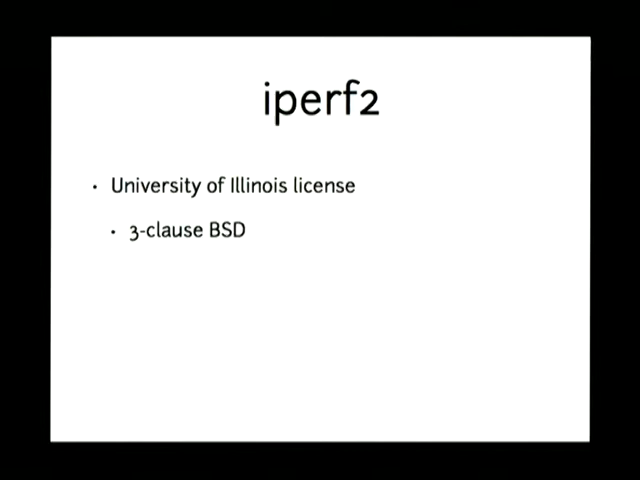 iperf2
• University of Illinois license
• 3-clause BSD